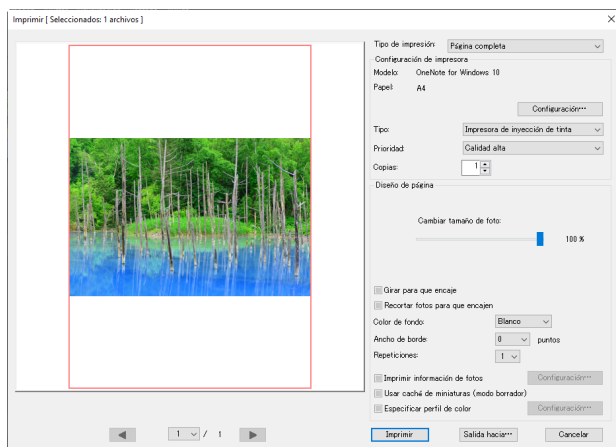 Imprimir [ Seleccionados: 1 archivos ]
Tipo de impresión: Página completa
Configuración de impresora
Modelo: OneNote for Windows 10
Papel: A4
Configuración...
Tipo: Impresora de inyección de tinta
Prioridad: Calidad alta
Copias: 1
Diseño de página
Cambiar tamaño de foto:
100 %
Girar para que encaje
Recortar fotos para que encajen
Color de fondo: Blanco
Ancho de borde: 0 puntos
Repeticiones: 1
Imprimir información de fotos Configuración...
Usar caché de miniaturas (modo borrador)
Especificar perfil de color Configuración...
1 / 1 Imprimir Salida hacia... Cancelar